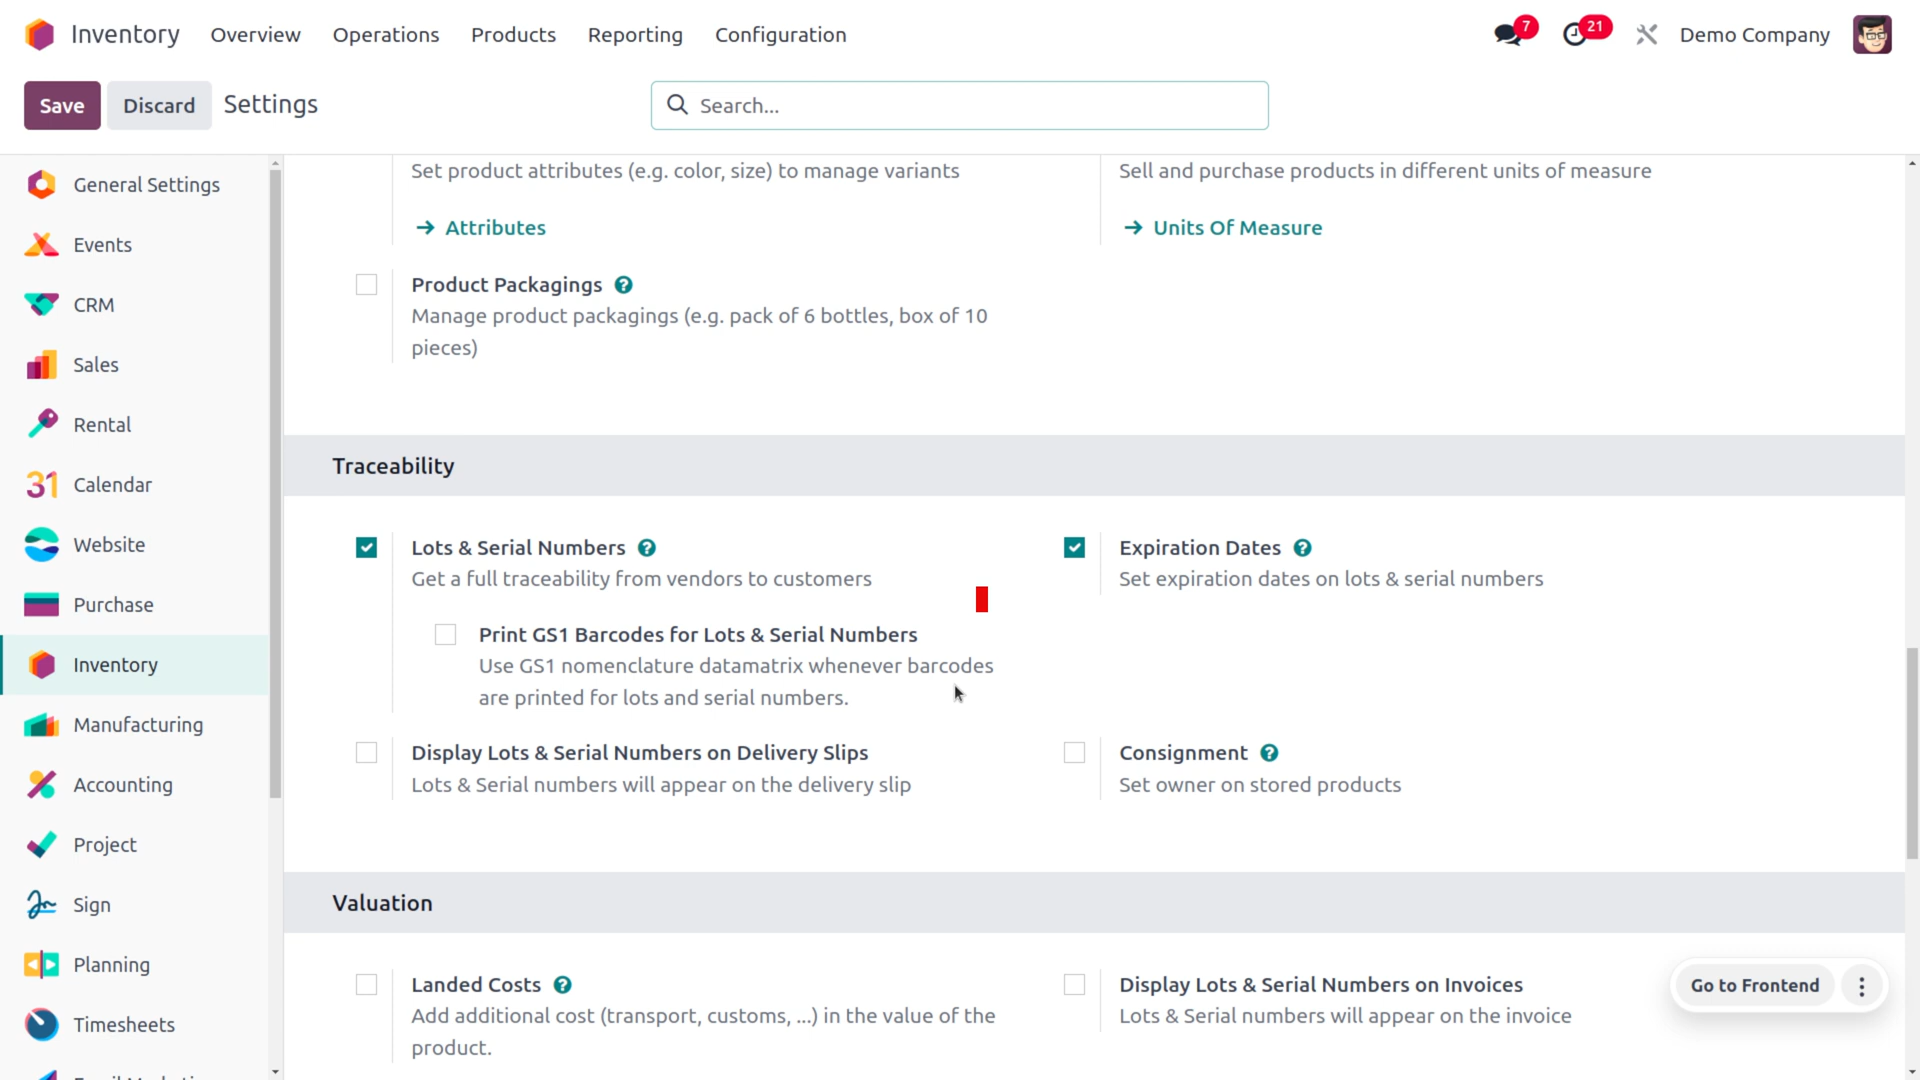 Inventory Overview Operations Products Reporting Configuration 7 21 Demo Company
Save Discard Settings Search...
General Settings
Events
CRM
Sales
Rental
31 Calendar
Website
Purchase
Inventory
Manufacturing
Accounting
Project
Sign
Planning
Timesheets
Set product attributes (e.g. color, size) to manage variants
→ Attributes
Sell and purchase products in different units of measure
→ Units Of Measure
Product Packagings ?
Manage product packagings (e.g. pack of 6 bottles, box of 10
pieces)
Traceability
Lots & Serial Numbers ?
Get a full traceability from vendors to customers
Print GS1 Barcodes for Lots & Serial Numbers
Use GS1 nomenclature datamatrix whenever barcodes
are printed for lots and serial numbers.
Expiration Dates ?
Set expiration dates on lots & serial numbers
Display Lots & Serial Numbers on Delivery Slips
Lots & Serial numbers will appear on the delivery slip
Consignment ?
Set owner on stored products
Valuation
Landed Costs ?
Add additional cost (transport, customs, ...) in the value of the
product.
Display Lots & Serial Numbers on Invoices
Lots & Serial numbers will appear on the invoice
Go to Frontend